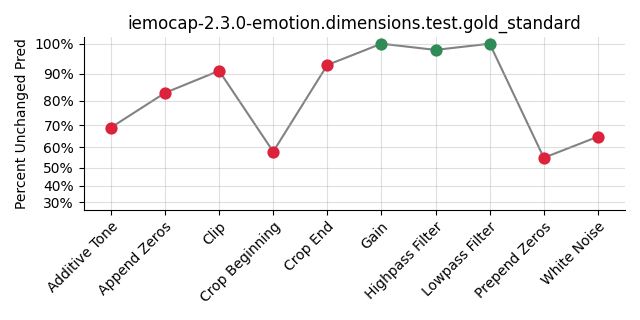 iemocap-2.3.0-emotion.dimensions.test.gold_standard
Percent Unchanged Pred
100%
90%
80%
70%
60%
50%
40%
30%
Additive Tone
Append Zeros
Clip
Crop Beginning
Crop End
Gain
Highpass Filter
Lowpass Filter
Prepend Zeros
White Noise